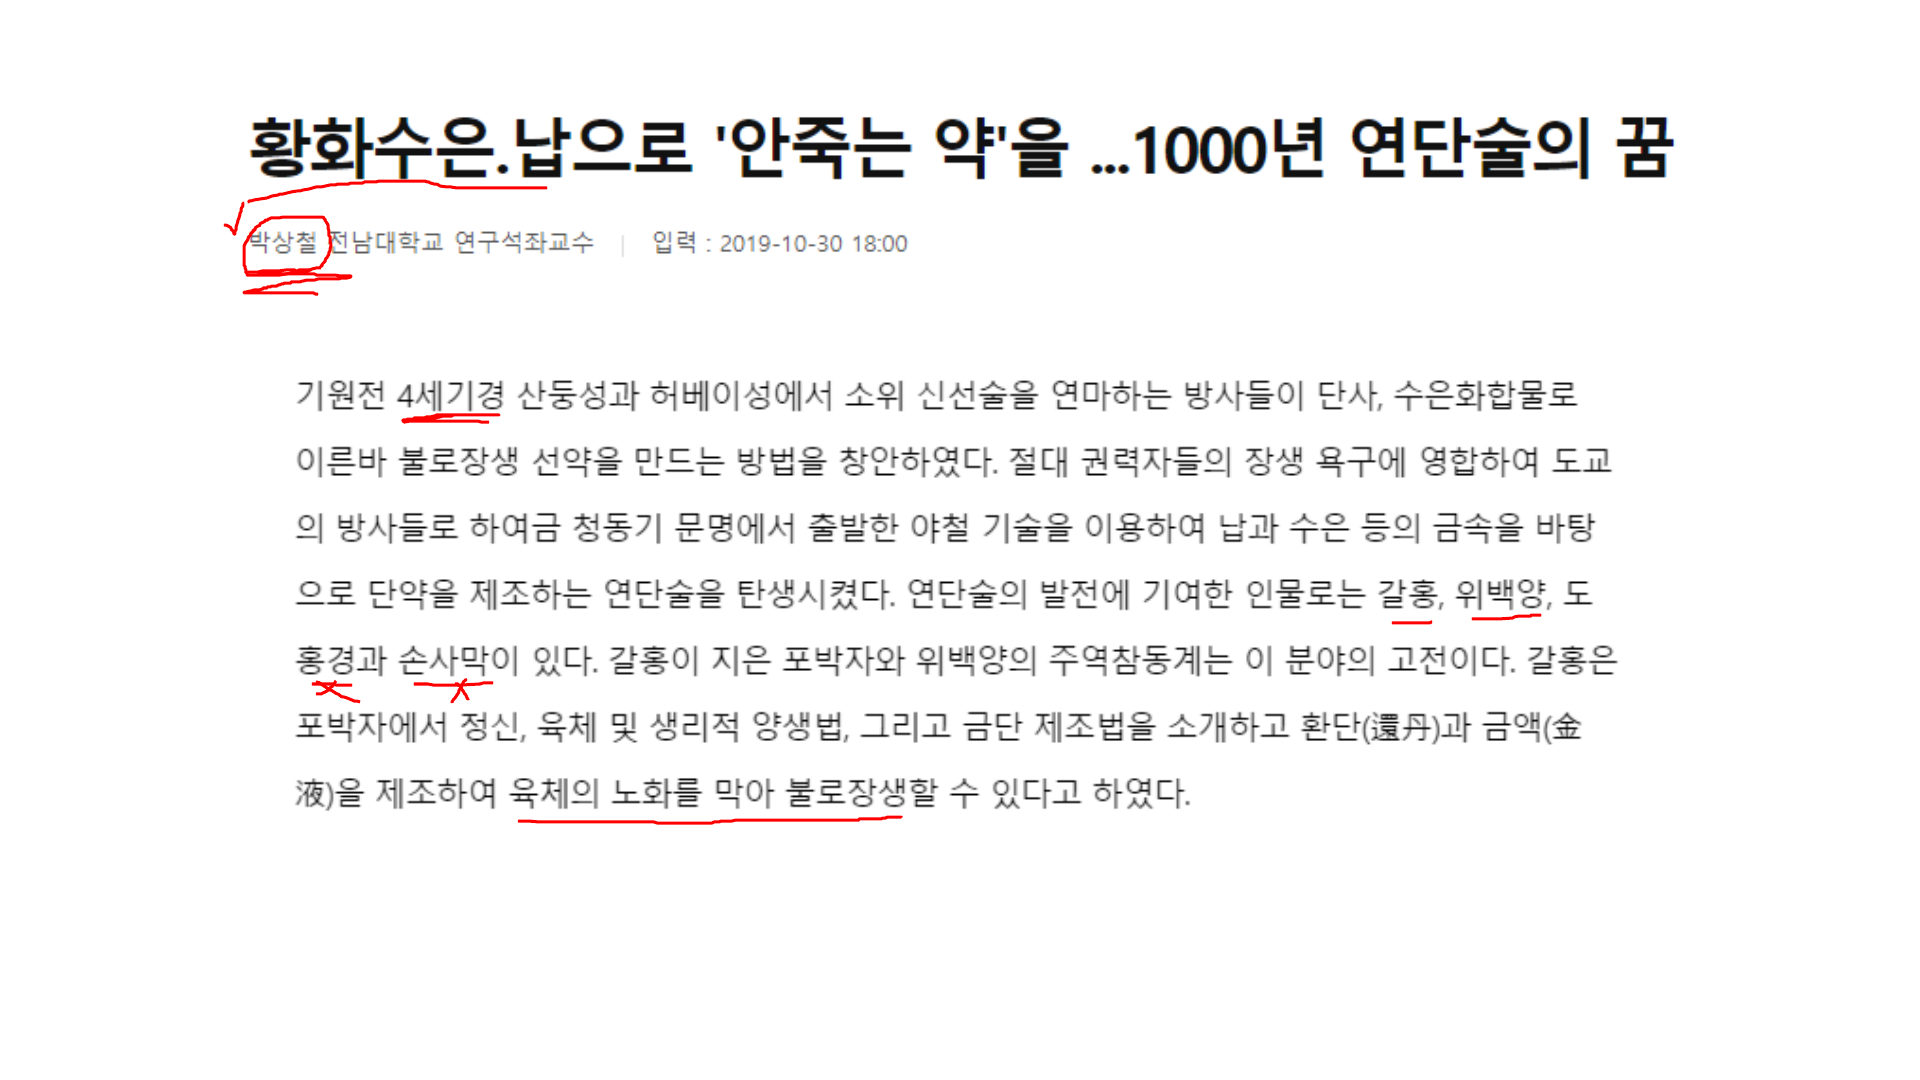 황화수은.납으로 '안죽는 약'을 ...1000년 연단술의 꿈
박상철 전남대학교 연구석좌교수 | 입력 : 2019-10-30 18:00
기원전 4세기경 산둥성과 허베이성에서 소위 신선술을 연마하는 방사들이 단사, 수은화합물로
이른바 불로장생 선약을 만드는 방법을 창안하였다. 절대 권력자들의 장생 욕구에 영합하여 도교
의 방사들로 하여금 청동기 문명에서 출발한 야철 기술을 이용하여 납과 수은 등의 금속을 바탕
으로 단약을 제조하는 연단술을 탄생시켰다. 연단술의 발전에 기여한 인물로는 갈홍, 위백양, 도
홍경과 손사막이 있다. 갈홍이 지은 포박자와 위백양의 주역참동계는 이 분야의 고전이다. 갈홍은
포박자에서 정신, 육체 및 생리적 양생법, 그리고 금단 제조법을 소개하고 환단(還丹)과 금액(金
液)을 제조하여 육체의 노화를 막아 불로장생할 수 있다고 하였다.